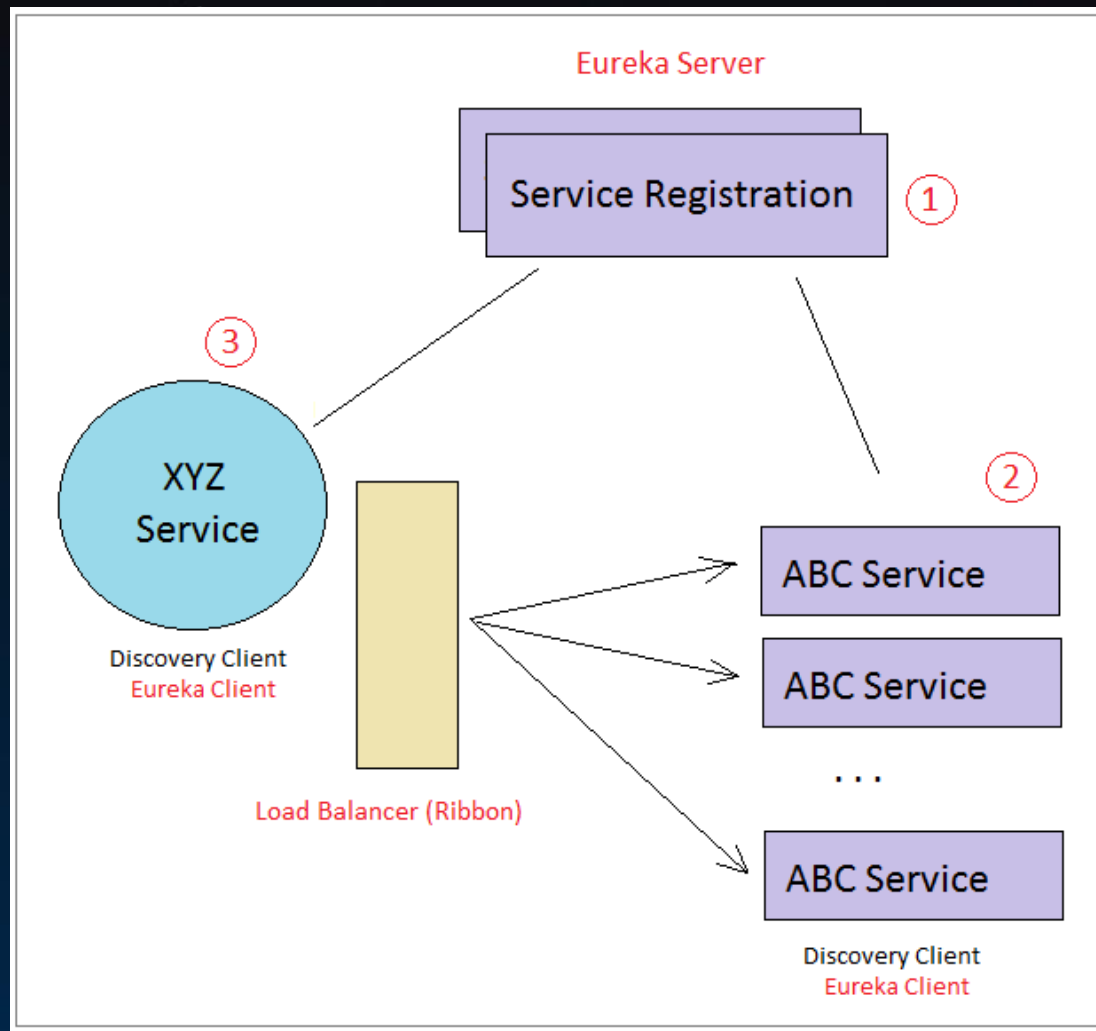 Eureka Server
Service Registration
1
3
XYZ
Service
2
ABC Service
Discovery Client
Eureka Client
ABC Service
. . .
Load Balancer (Ribbon)
ABC Service
Discovery Client
Eureka Client